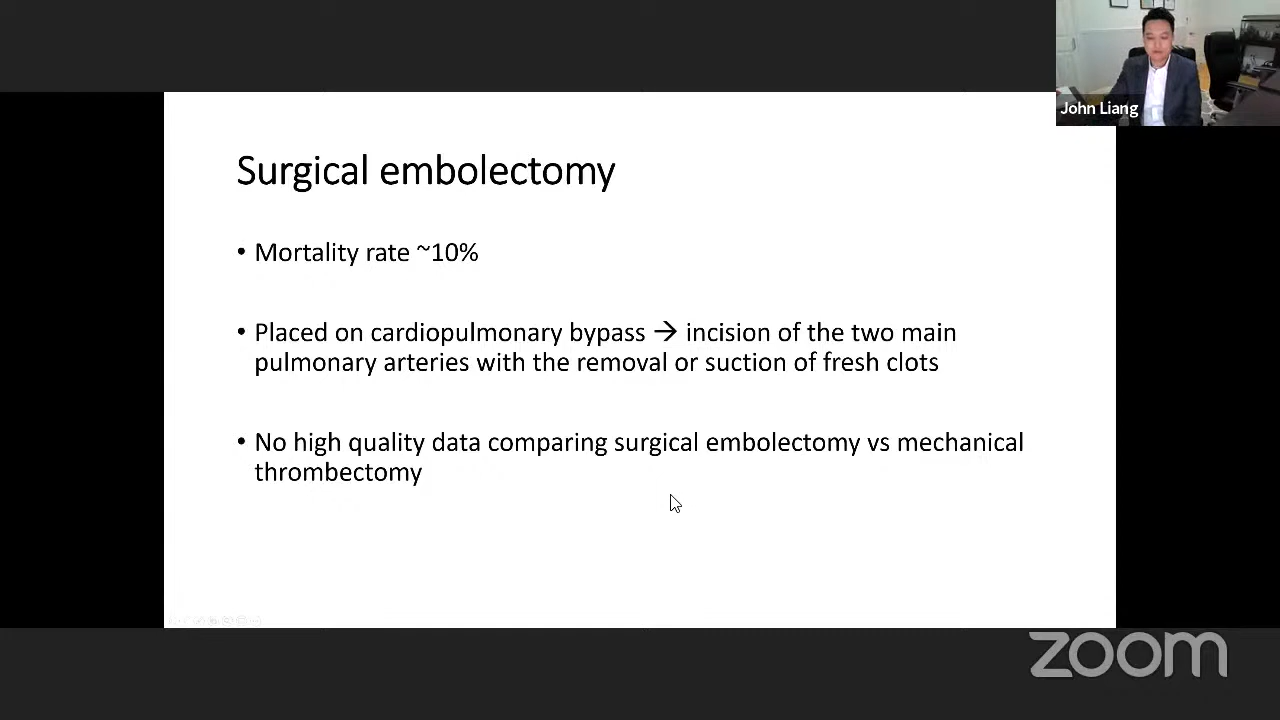 John Liang
Surgical embolectomy
• Mortality rate ~10%
• Placed on cardiopulmonary bypass → incision of the two main
pulmonary arteries with the removal or suction of fresh clots
• No high quality data comparing surgical embolectomy vs mechanical
thrombectomy
zoom